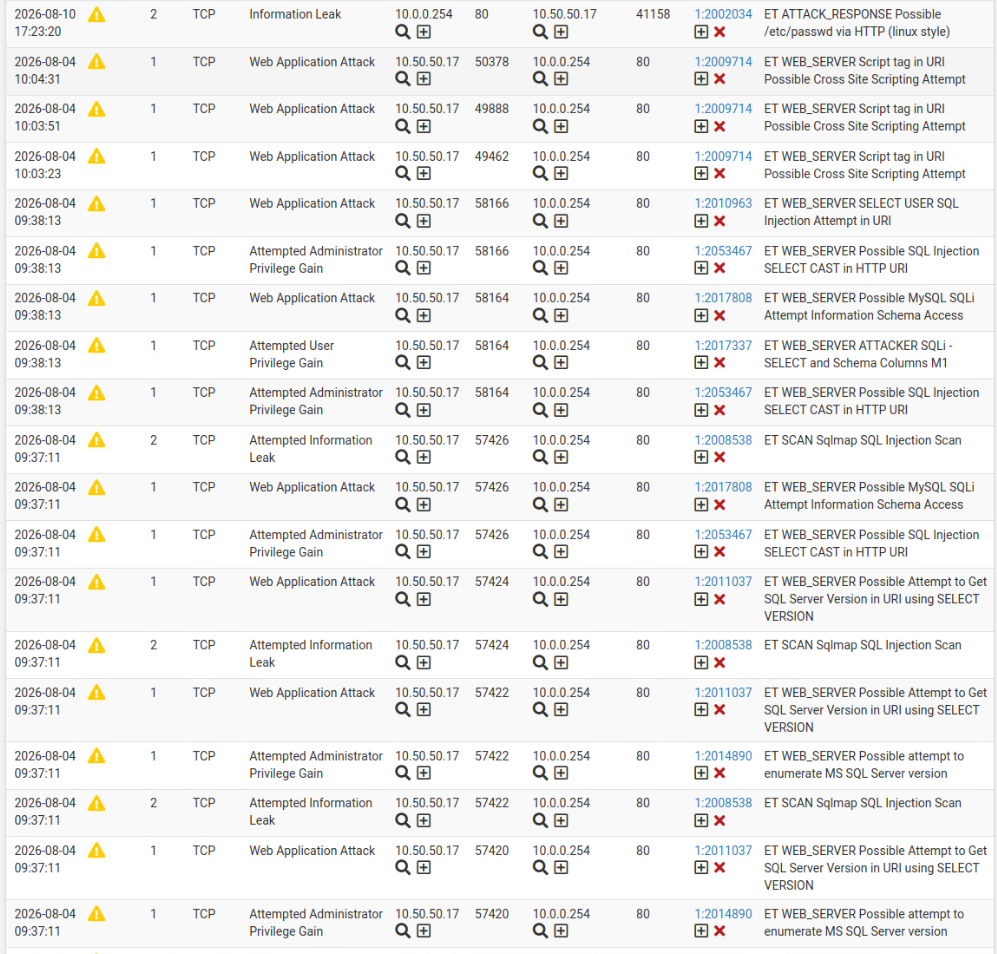 2026-08-10 2 TCP Information Leak 10.0.0.254 80 10.50.50.17 41158 1:2002034 ET ATTACK_RESPONSE Possible
17:23:20 /etc/passwd via HTTP (linux style)
2026-08-04 1 TCP Web Application Attack 10.50.50.17 50378 10.0.0.254 80 1:2009714 ET WEB_SERVER Script tag in URI
10:04:31 Possible Cross Site Scripting Attempt
2026-08-04 1 TCP Web Application Attack 10.50.50.17 49888 10.0.0.254 80 1:2009714 ET WEB_SERVER Script tag in URI
10:03:51 Possible Cross Site Scripting Attempt
2026-08-04 1 TCP Web Application Attack 10.50.50.17 49462 10.0.0.254 80 1:2009714 ET WEB_SERVER Script tag in URI
10:03:23 Possible Cross Site Scripting Attempt
2026-08-04 1 TCP Web Application Attack 10.50.50.17 58166 10.0.0.254 80 1:2010963 ET WEB_SERVER SELECT USER SQL
09:38:13 Injection Attempt in URI
2026-08-04 1 TCP Attempted Administrator 10.50.50.17 58166 10.0.0.254 80 1:2053467 ET WEB_SERVER Possible SQL Injection
09:38:13 Privilege Gain SELECT CAST in HTTP URI
2026-08-04 1 TCP Web Application Attack 10.50.50.17 58164 10.0.0.254 80 1:2017808 ET WEB_SERVER Possible MySQL SQLi
09:38:13 Attempt Information Schema Access
2026-08-04 1 TCP Attempted User 10.50.50.17 58164 10.0.0.254 80 1:2017337 ET WEB_SERVER ATTACKER SQLi -
09:38:13 Privilege Gain SELECT and Schema Columns M1
2026-08-04 1 TCP Attempted Administrator 10.50.50.17 58164 10.0.0.254 80 1:2053467 ET WEB_SERVER Possible SQL Injection
09:38:13 Privilege Gain SELECT CAST in HTTP URI
2026-08-04 2 TCP Attempted Information 10.50.50.17 57426 10.0.0.254 80 1:2008538 ET SCAN Sqlmap SQL Injection Scan
09:37:11 Leak
2026-08-04 1 TCP Web Application Attack 10.50.50.17 57426 10.0.0.254 80 1:2017808 ET WEB_SERVER Possible MySQL SQLi
09:37:11 Attempt Information Schema Access
2026-08-04 1 TCP Attempted Administrator 10.50.50.17 57426 10.0.0.254 80 1:2053467 ET WEB_SERVER Possible SQL Injection
09:37:11 Privilege Gain SELECT CAST in HTTP URI
2026-08-04 1 TCP Web Application Attack 10.50.50.17 57424 10.0.0.254 80 1:2011037 ET WEB_SERVER Possible Attempt to Get
09:37:11 SQL Server Version in URI using SELECT
VERSION
2026-08-04 2 TCP Attempted Information 10.50.50.17 57424 10.0.0.254 80 1:2008538 ET SCAN Sqlmap SQL Injection Scan
09:37:11 Leak
2026-08-04 1 TCP Web Application Attack 10.50.50.17 57422 10.0.0.254 80 1:2011037 ET WEB_SERVER Possible Attempt to Get
09:37:11 SQL Server Version in URI using SELECT
VERSION
2026-08-04 1 TCP Attempted Administrator 10.50.50.17 57422 10.0.0.254 80 1:2014890 ET WEB_SERVER Possible attempt to
09:37:11 Privilege Gain enumerate MS SQL Server version
2026-08-04 2 TCP Attempted Information 10.50.50.17 57422 10.0.0.254 80 1:2008538 ET SCAN Sqlmap SQL Injection Scan
09:37:11 Leak
2026-08-04 1 TCP Web Application Attack 10.50.50.17 57420 10.0.0.254 80 1:2011037 ET WEB_SERVER Possible Attempt to Get
09:37:11 SQL Server Version in URI using SELECT
VERSION
2026-08-04 1 TCP Attempted Administrator 10.50.50.17 57420 10.0.0.254 80 1:2014890 ET WEB_SERVER Possible attempt to
09:37:11 Privilege Gain enumerate MS SQL Server version